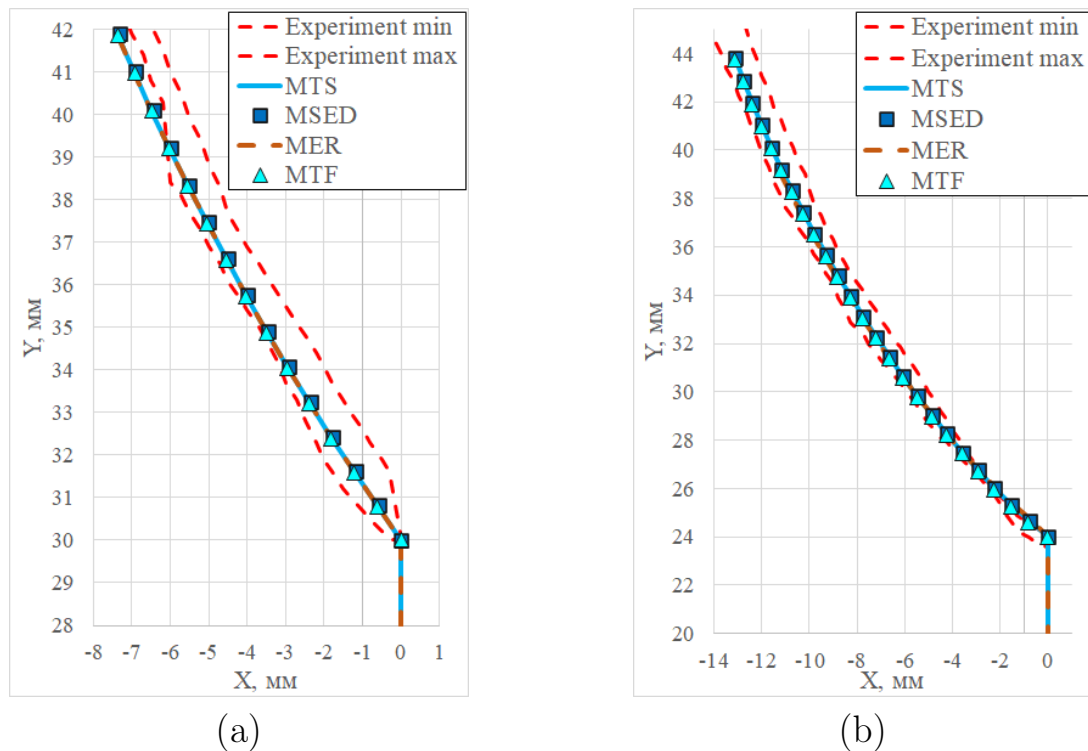 42
41
40
39
38
37
36
35
34
33
32
31
30
29
28
Y, мм
-8 -7 -6 -5 -4 -3 -2 -1 0 1
X, мм
Experiment min
Experiment max
MTS
MSED
MER
MTF
(a)
44
42
40
38
36
34
32
30
28
26
24
22
20
Y, мм
-14 -12 -10 -8 -6 -4 -2 0
X, мм
Experiment min
Experiment max
MTS
MSED
MER
MTF
(b)